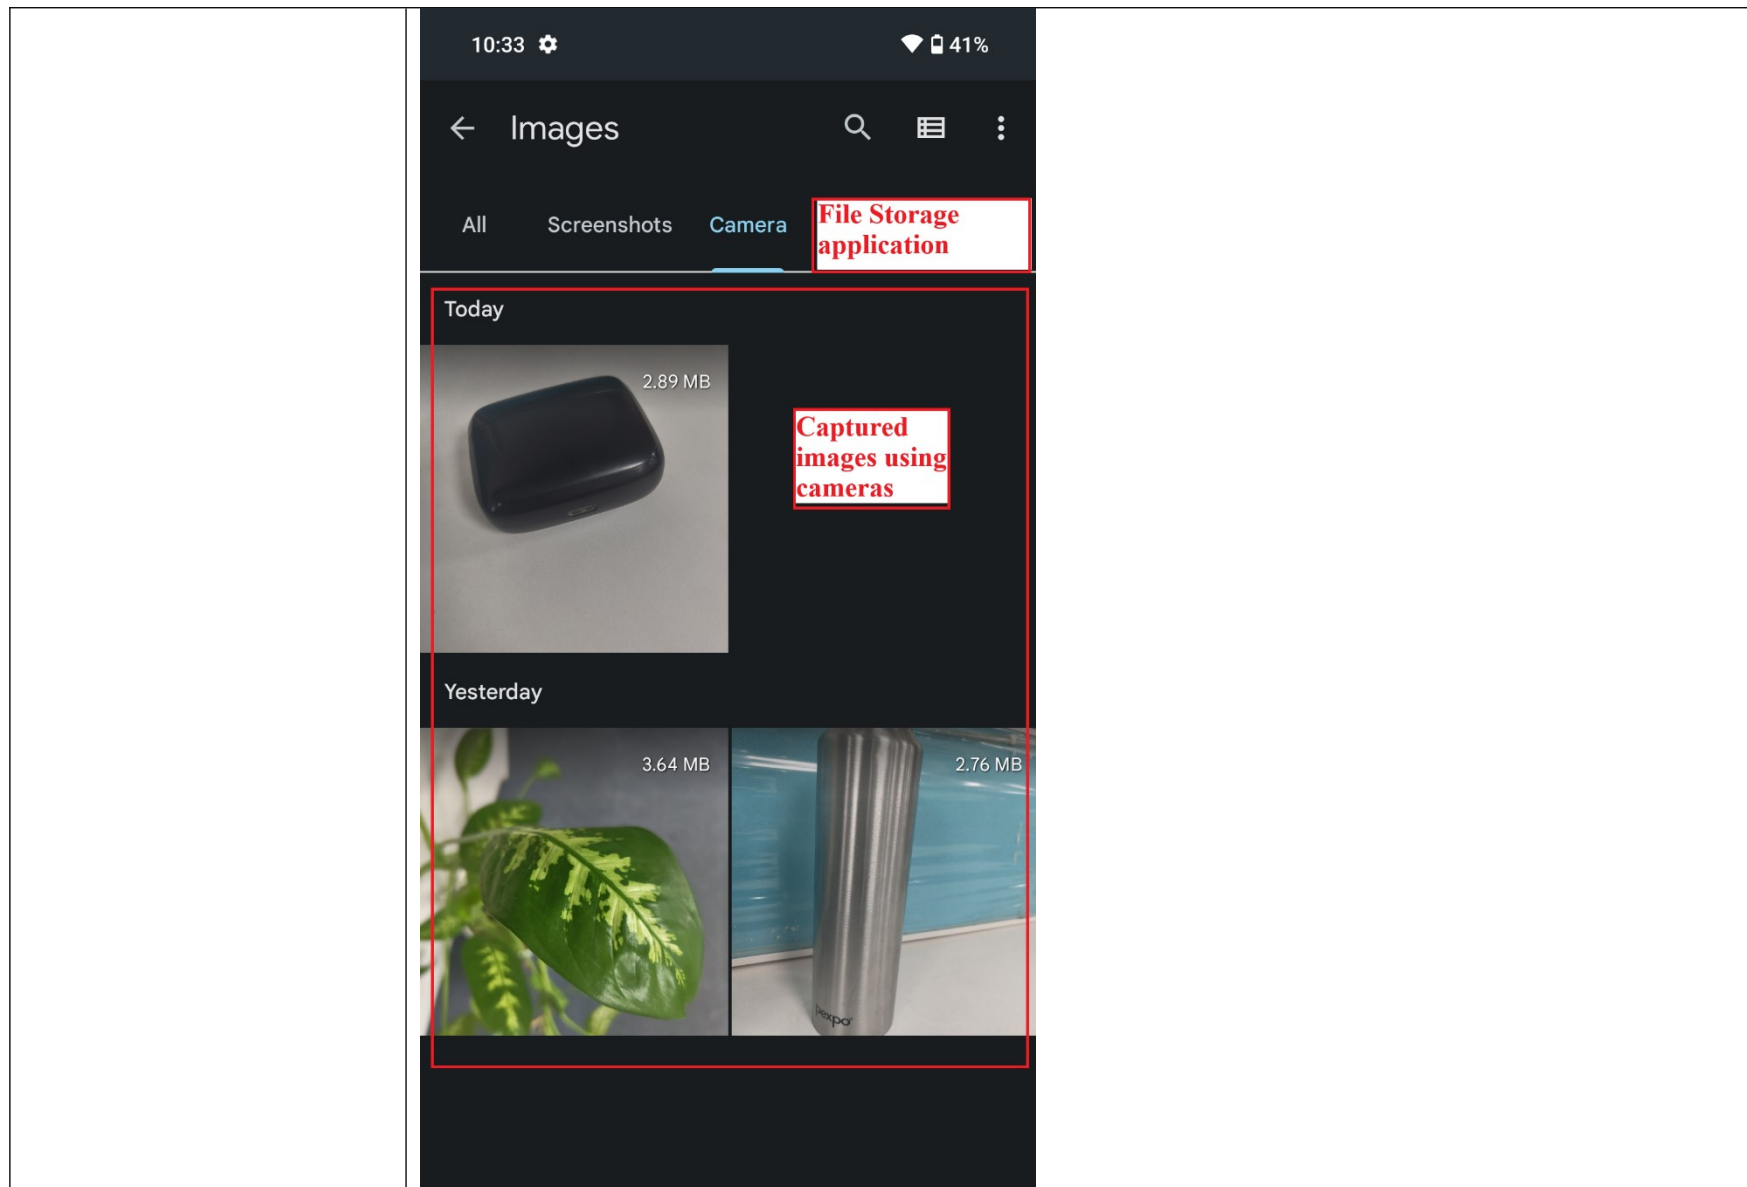 10:33 41%
Images
All Screenshots Camera
File Storage
application
Today
2.89 MB
Captured
images using
cameras
Yesterday
3.64 MB 2.76 MB
pexpo